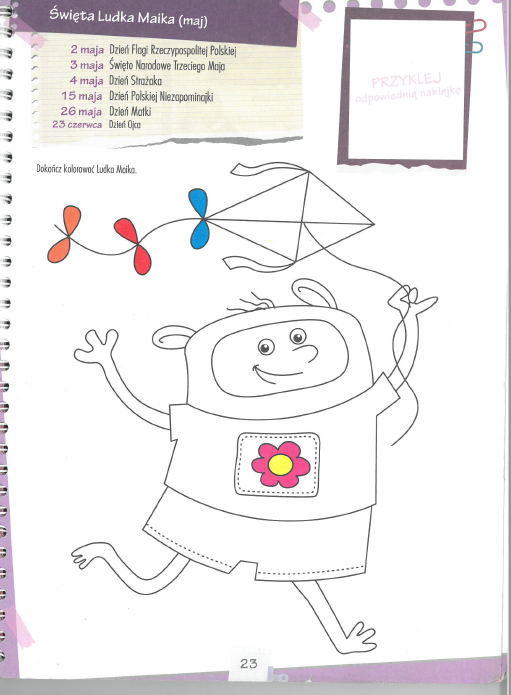 Święta Ludka Maika (maj)
2 maja Dzień Flagi Rzeczypospolitej Polskiej
3 maja Święto Narodowe Trzeciego Maja
4 maja Dzień Strażaka
15 maja Dzień Polskiej Niezapominajki
26 maja Dzień Matki
23 czerwca Dzień Ojca
PRZYKLEJ
odpowiednią naklejkę
Dokończ kolorować Ludka Maika.
23